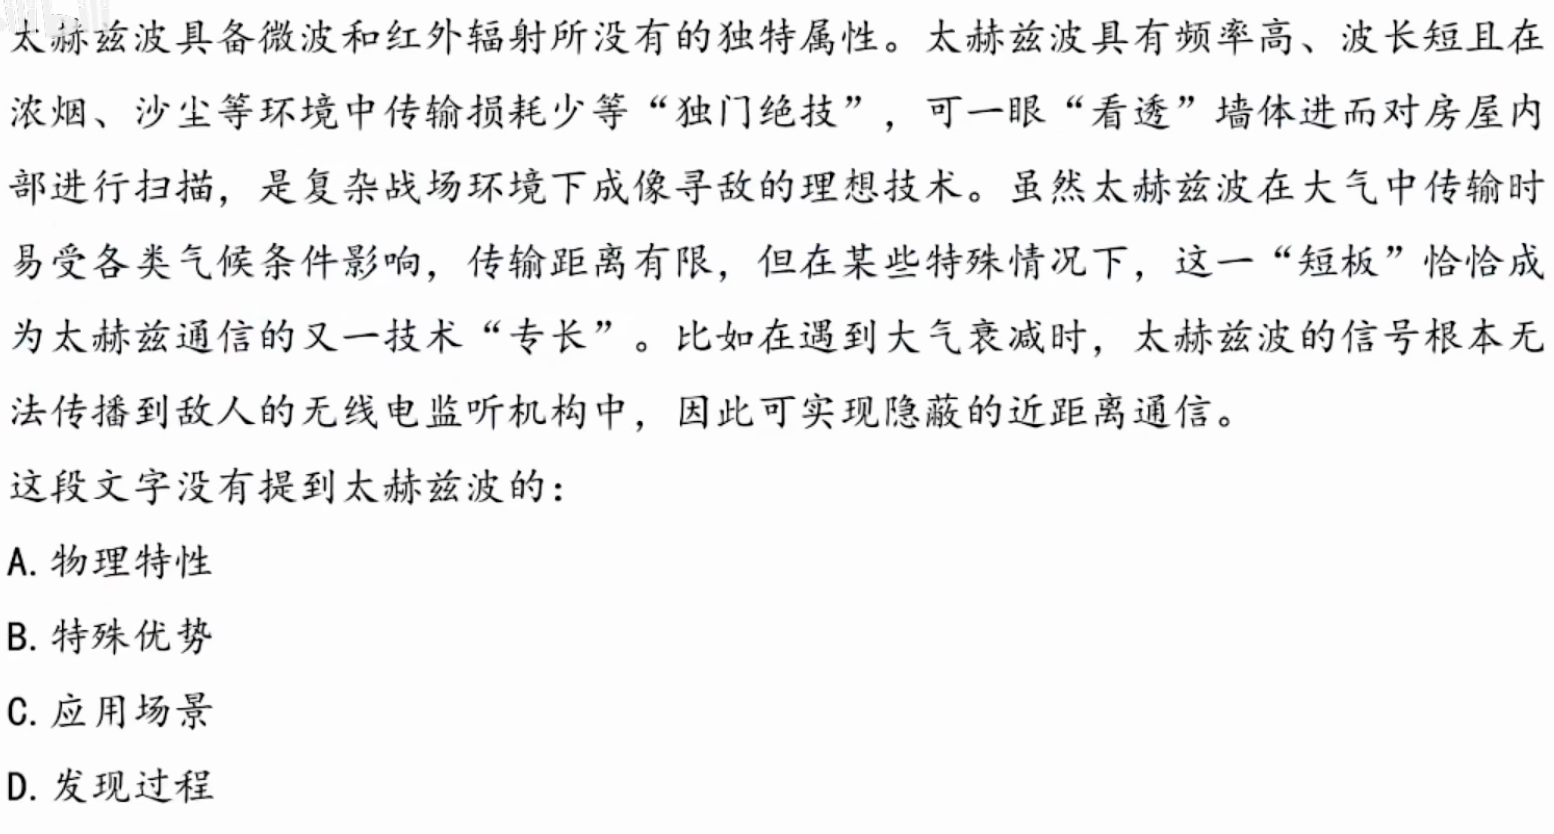 太赫兹波具备微波和红外辐射所没有的独特属性。太赫兹波具有频率高、波长短且在
浓烟、沙尘等环境中传输损耗少等“独门绝技”，可一眼“看透”墙体进而对房屋内
部进行扫描，是复杂战场环境下成像寻敌的理想技术。虽然太赫兹波在大气中传输时
易受各类气候条件影响，传输距离有限，但在某些特殊情况下，这一“短板”恰恰成
为太赫兹通信的又一技术“专长”。比如在遇到大气衰减时，太赫兹波的信号根本无
法传播到敌人的无线电监听机构中，因此可实现隐蔽的近距离通信。
这段文字没有提到太赫兹波的：
A. 物理特性
B. 特殊优势
C. 应用场景
D. 发现过程